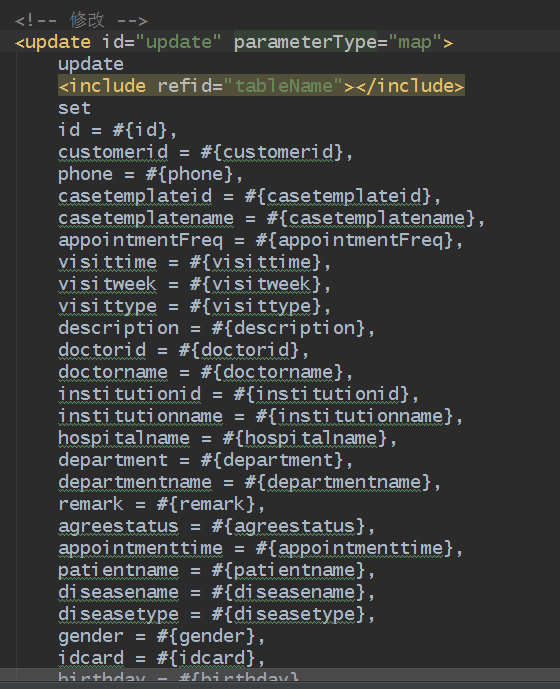 <!-- 修改 -->
<update id="update" parameterType="map">
update
<include refid="tableName"></include>
set
id = #{id},
customerid = #{customerid},
phone = #{phone},
casetemplateid = #{casetemplateid},
casetemplatename = #{casetemplatename},
appointmentFreq = #{appointmentFreq},
visittime = #{visittime},
visitweek = #{visitweek},
visittype = #{visittype},
description = #{description},
doctorid = #{doctorid},
doctorname = #{doctorname},
institutionid = #{institutionid},
institutionname = #{institutionname},
hospitalname = #{hospitalname},
department = #{department},
departmentname = #{departmentname},
remark = #{remark},
agreestatus = #{agreestatus},
appointmenttime = #{appointmenttime},
patientname = #{patientname},
diseasename = #{diseasename},
diseasetype = #{diseasetype},
gender = #{gender},
idcard = #{idcard},
birthday = #{birthday},